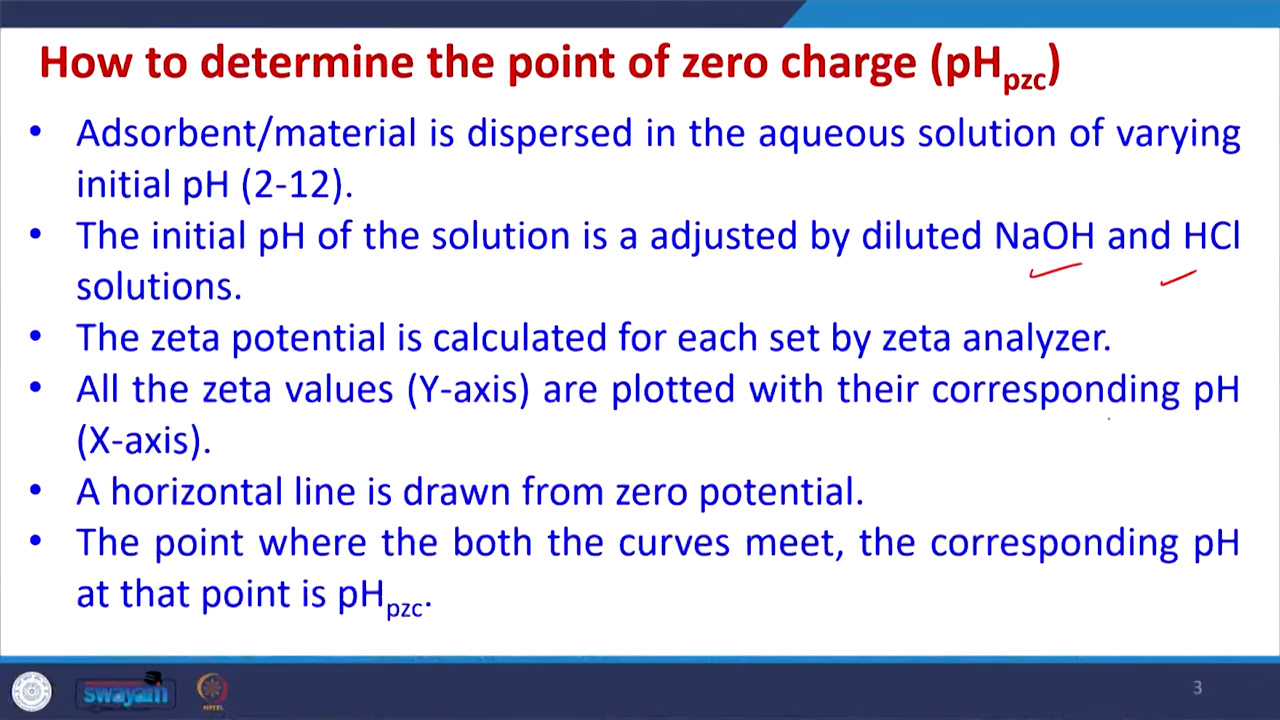 How to determine the point of zero charge (pHpzc)
• Adsorbent/material is dispersed in the aqueous solution of varying
initial pH (2-12).
• The initial pH of the solution is a adjusted by diluted NaOH and HCl
solutions.
• The zeta potential is calculated for each set by zeta analyzer.
• All the zeta values (Y-axis) are plotted with their corresponding pH
(X-axis).
• A horizontal line is drawn from zero potential.
• The point where the both the curves meet, the corresponding pH
at that point is pHpzc.
swayam
NPTEL
3